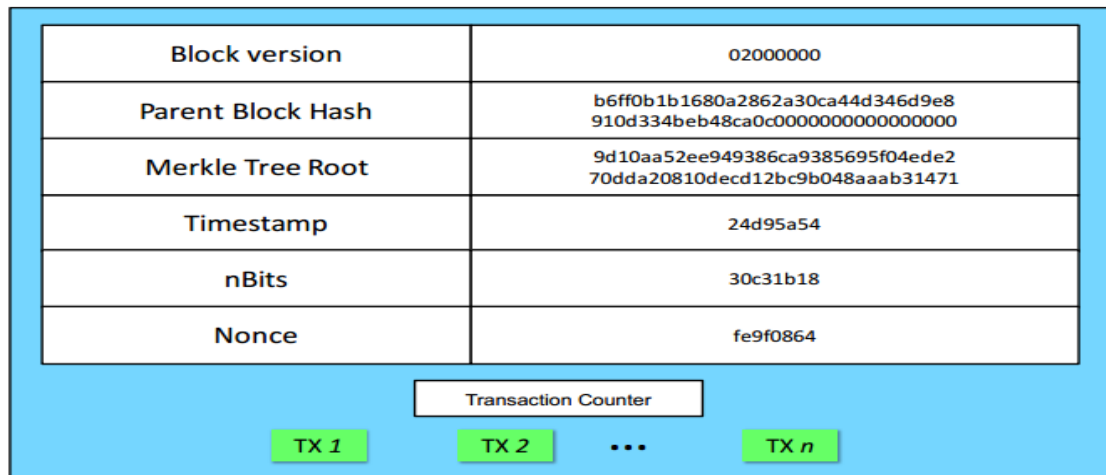 Block version
02000000
Parent Block Hash
b6ff0b1b1680a2862a30ca44d346d9e8
910d334beb48ca0c0000000000000000
Merkle Tree Root
9d10aa52ee949386ca9385695f04ede2
70dda20810decd12bc9b048aaab31471
Timestamp
24d95a54
nBits
30c31b18
Nonce
fe9f0864
Transaction Counter
TX 1
TX 2
...
TX n